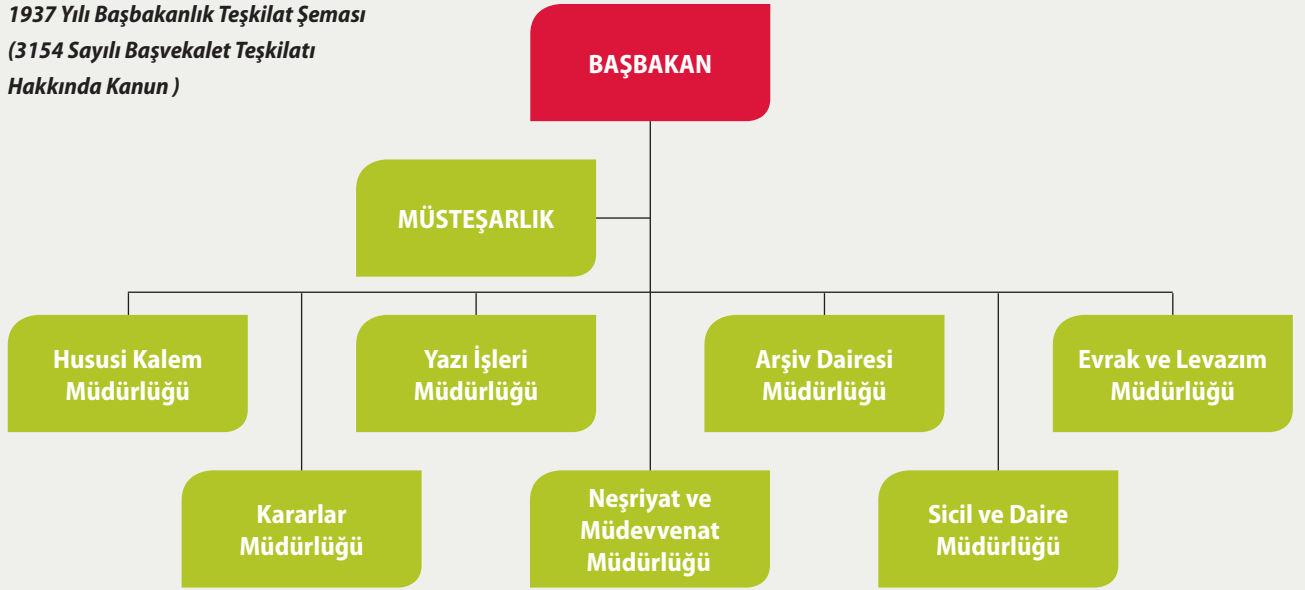 1937 Yılı Başbakanlık Teşkilat Şeması
(3154 Sayılı Başvekalet Teşkilatı
Hakkında Kanun )
BAŞBAKAN
MÜSTEŞARLIK
Hususi Kalem
Müdürlüğü
Yazı İşleri
Müdürlüğü
Arşiv Dairesi
Müdürlüğü
Evrak ve Levazım
Müdürlüğü
Kararlar
Müdürlüğü
Neşriyat ve
Müdevvenat
Müdürlüğü
Sicil ve Daire
Müdürlüğü